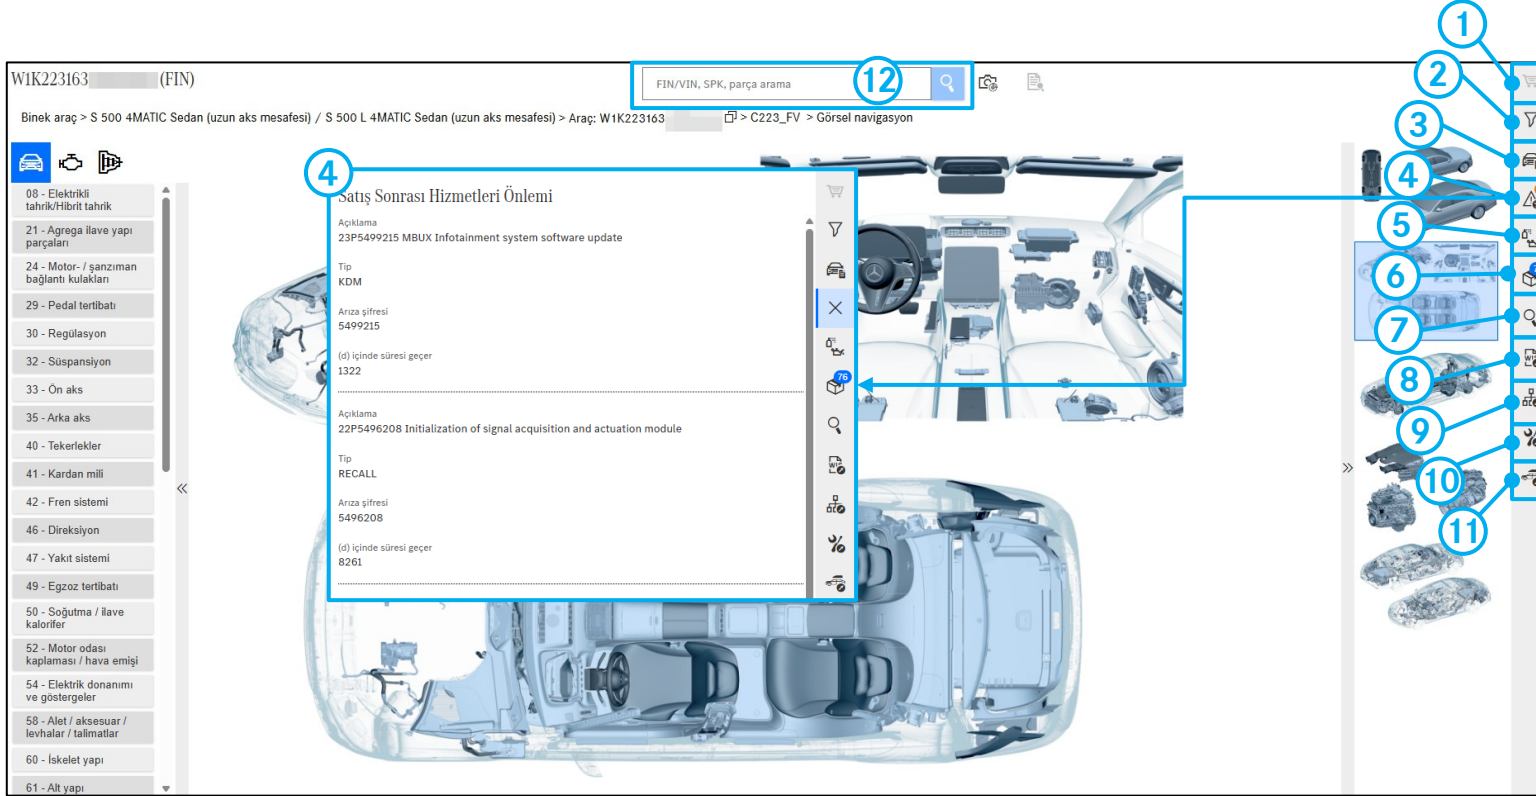 1
W1K223163 (FIN)
FIN/VIN, SPK, parça arama
12
2
Binek araç > S 500 4MATIC Sedan (uzun aks mesafesi) / S 500 L 4MATIC Sedan (uzun aks mesafesi) > Araç: W1K223163 > C223_FV > Görsel navigasyon
3
4
5
6
7
8
9
10
11
08 - Elektrikli
tahrik/Hibrit tahrik
21 - Agrega ilave yapı
parçaları
24 - Motor- / şanzıman
bağlantı kulakları
29 - Pedal tertibatı
30 - Regülasyon
32 - Süspansiyon
33 - Ön aks
35 - Arka aks
40 - Tekerlekler
41 - Kardan mili
42 - Fren sistemi
46 - Direksiyon
47 - Yakıt sistemi
49 - Egzoz tertibatı
50 - Soğutma / ilave
kalorifer
52 - Motor odası
kaplaması / hava emişi
54 - Elektrik donanımı
ve göstergeler
58 - Alet / aksesuar /
levhalar / talimatlar
60 - İskelet yapı
61 - Alt yapı
4
Satış Sonrası Hizmetleri Önlemi
Açıklama
23P5499215 MBUX Infotainment system software update
Tip
KDM
Arıza şifresi
5499215
(d) içinde süresi geçer
1322
Açıklama
22P5496208 Initialization of signal acquisition and actuation module
Tip
RECALL
Arıza şifresi
5496208
(d) içinde süresi geçer
8261
76
WIS